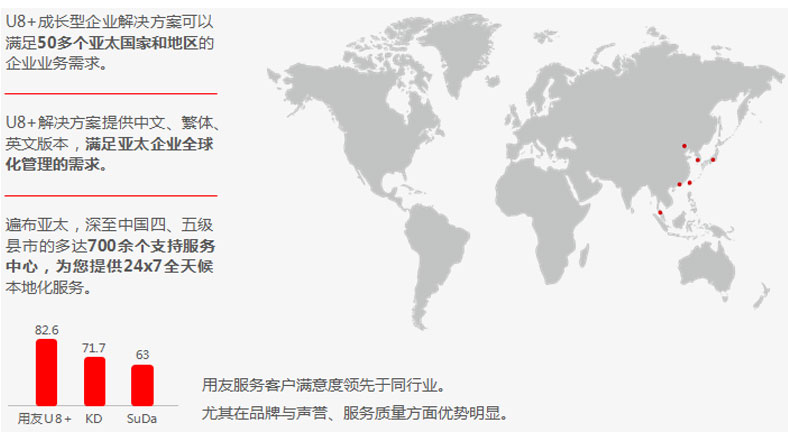 U8+成长型企业解决方案可以
满足50多个亚太国家和地区的
企业业务需求。
U8+解决方案提供中文、繁体、
英文版本，满足亚太企业全球
化管理的需求。
遍布亚太，深至中国四、五级
县市的多达700余个支持服务
中心，为您提供24x7全天候
本地化服务。
82.6
71.7
63
用友U8+
KD
SuDa
用友服务客户满意度领先于同行业。
尤其在品牌与声誉、服务质量方面优势明显。